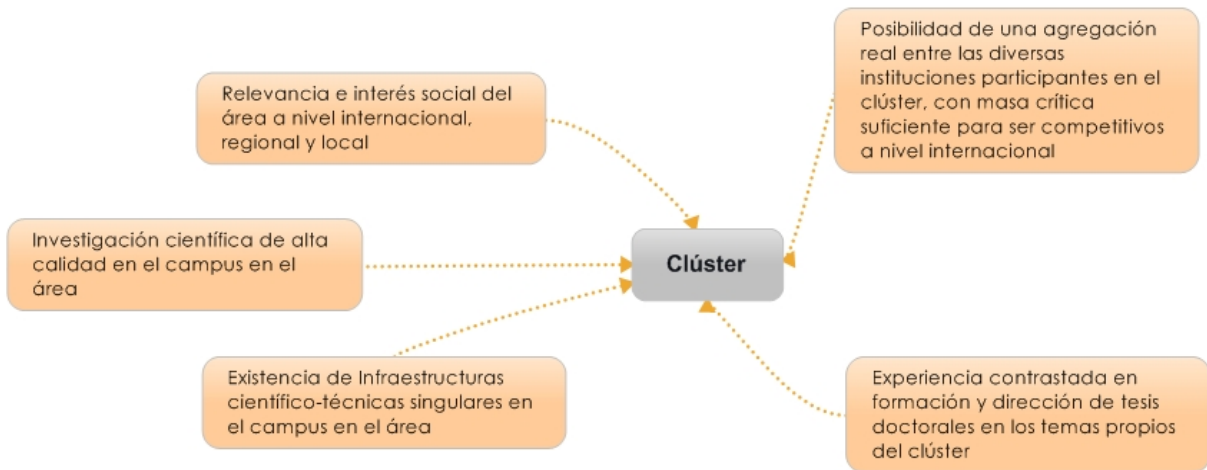 Posibilidad de una agregación
real entre las diversas
instituciones participantes en el
clúster, con masa crítica
suficiente para ser competitivos
a nivel internacional
Relevancia e interés social del
área a nivel internacional,
regional y local
Investigación científica de alta
calidad en el campus en el
área
Clúster
Existencia de Infraestructuras
científico-técnicas singulares en
el campus en el área
Experiencia contrastada en
formación y dirección de tesis
doctorales en los temas propios
del clúster